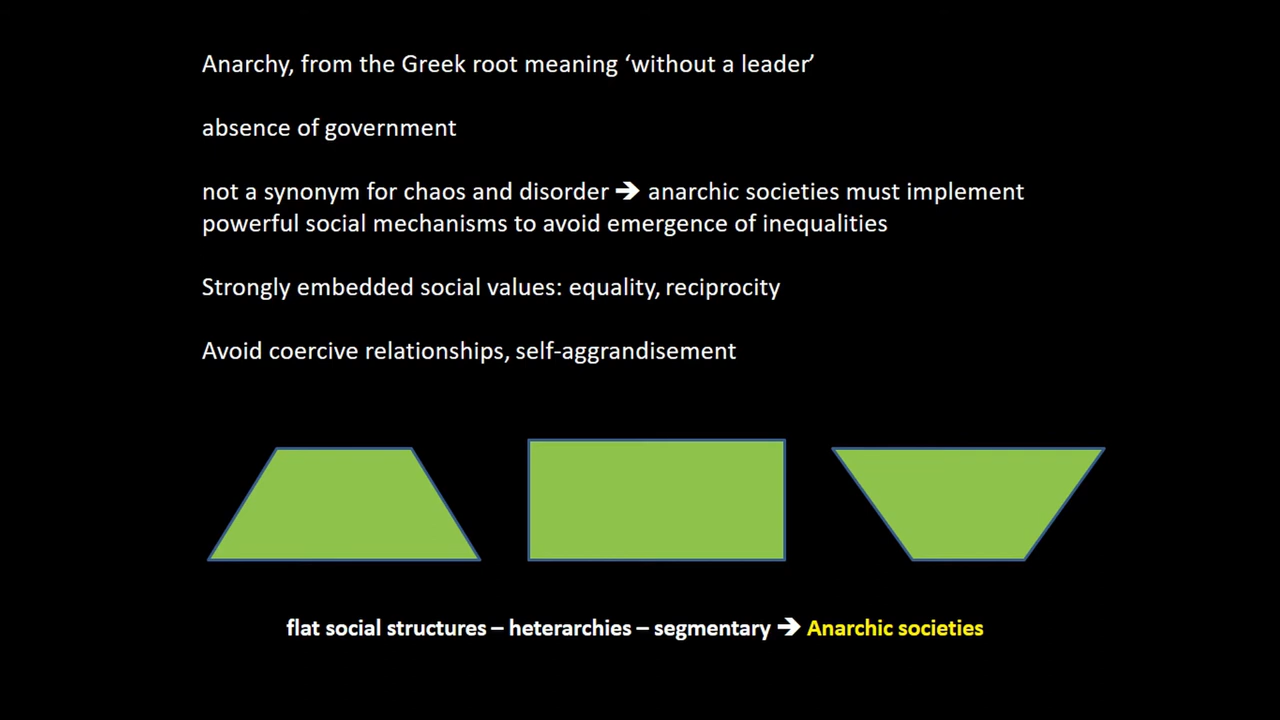 Anarchy, from the Greek root meaning ‘without a leader’
absence of government
not a synonym for chaos and disorder ➔ anarchic societies must implement
powerful social mechanisms to avoid emergence of inequalities
Strongly embedded social values: equality, reciprocity
Avoid coercive relationships, self-aggrandisement
flat social structures – heterarchies – segmentary ➔ Anarchic societies